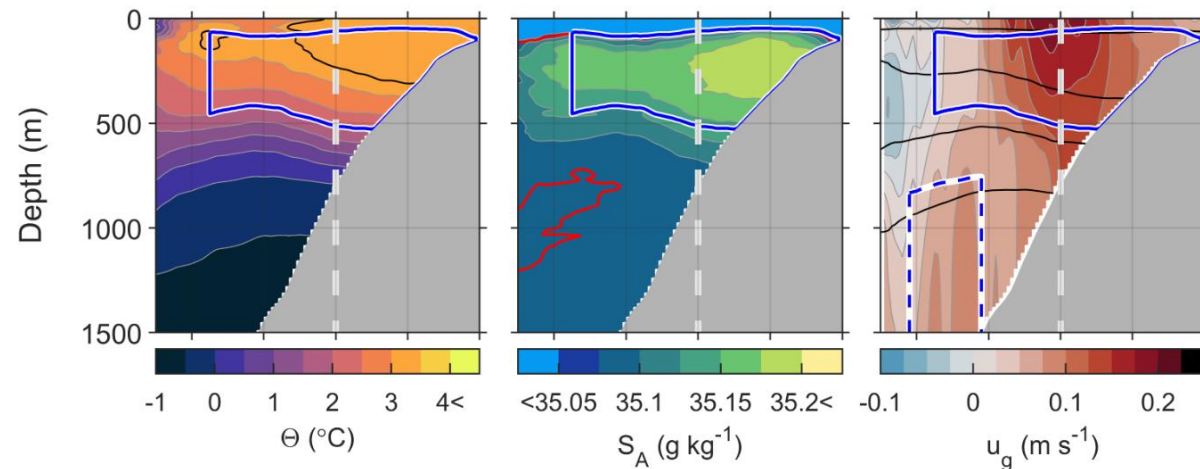 0
500
1000
1500
Depth (m)
-1 0 1 2 3 4<
Θ (°C)
<35.05 35.1 35.15 35.2<
S_A (g kg⁻¹)
-0.1 0 0.1 0.2
u_g (m s⁻¹)